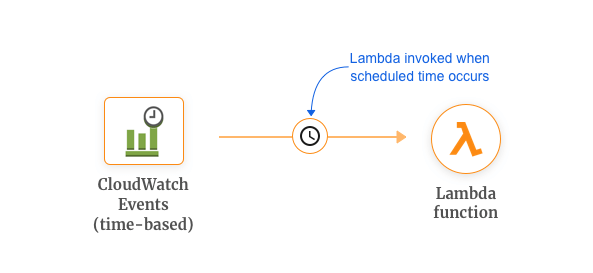 Lambda invoked when
scheduled time occurs
CloudWatch
Events
(time-based)
Lambda
function